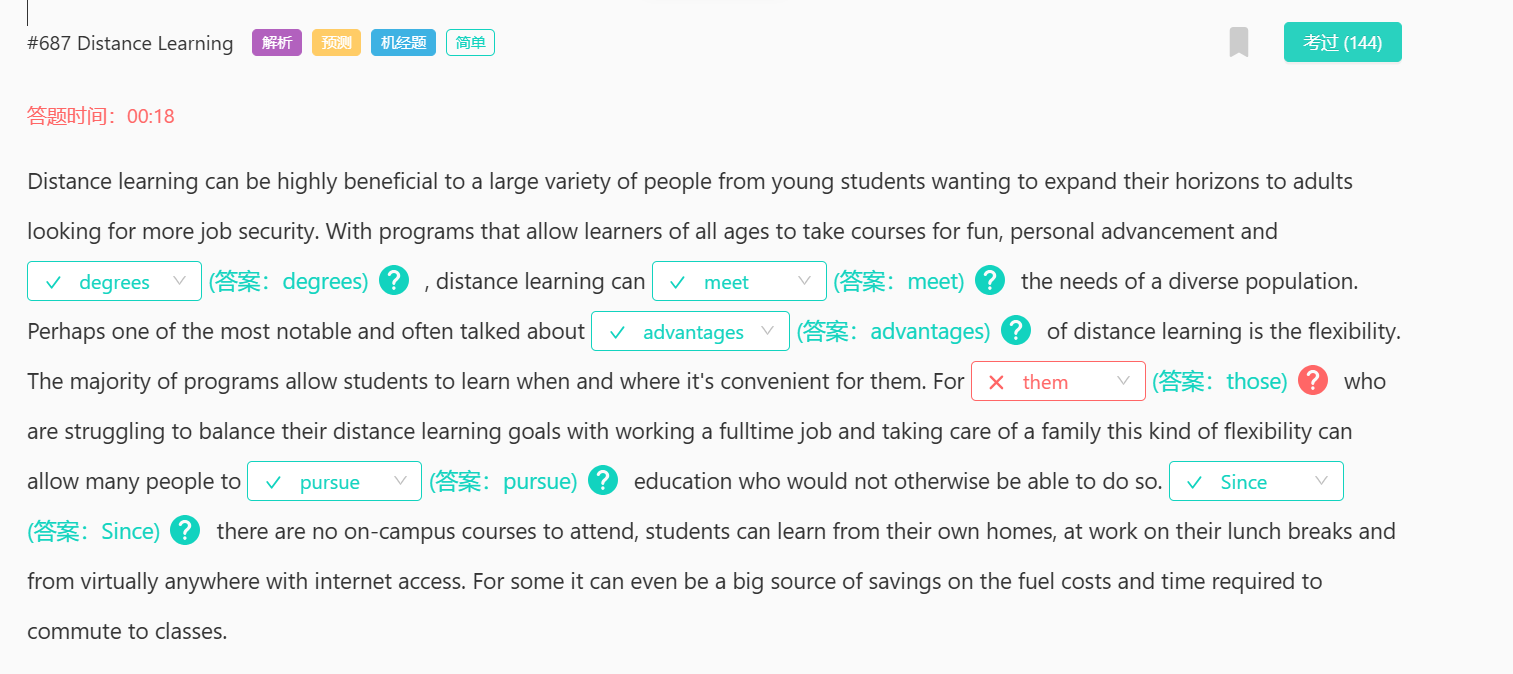 #687 Distance Learning 解析 预测 机经题 简单 考过 (144)
答题时间：00:18
Distance learning can be highly beneficial to a large variety of people from young students wanting to expand their horizons to adults
looking for more job security. With programs that allow learners of all ages to take courses for fun, personal advancement and
✓ degrees (答案：degrees) ? , distance learning can ✓ meet (答案：meet) ? the needs of a diverse population.
Perhaps one of the most notable and often talked about ✓ advantages (答案：advantages) ? of distance learning is the flexibility.
The majority of programs allow students to learn when and where it's convenient for them. For ✕ them (答案：those) ? who
are struggling to balance their distance learning goals with working a fulltime job and taking care of a family this kind of flexibility can
allow many people to ✓ pursue (答案：pursue) ? education who would not otherwise be able to do so. ✓ Since
(答案：Since) ? there are no on-campus courses to attend, students can learn from their own homes, at work on their lunch breaks and
from virtually anywhere with internet access. For some it can even be a big source of savings on the fuel costs and time required to
commute to classes.